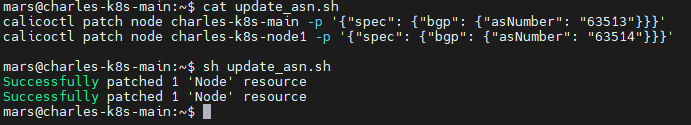 mars@charles-k8s-main:~$ cat update_asn.sh
calicoctl patch node charles-k8s-main -p '{"spec": {"bgp": {"asNumber": "63513"}}}'
calicoctl patch node charles-k8s-node1 -p '{"spec": {"bgp": {"asNumber": "63514"}}}'
mars@charles-k8s-main:~$ sh update_asn.sh
Successfully patched 1 'Node' resource
Successfully patched 1 'Node' resource
mars@charles-k8s-main:~$